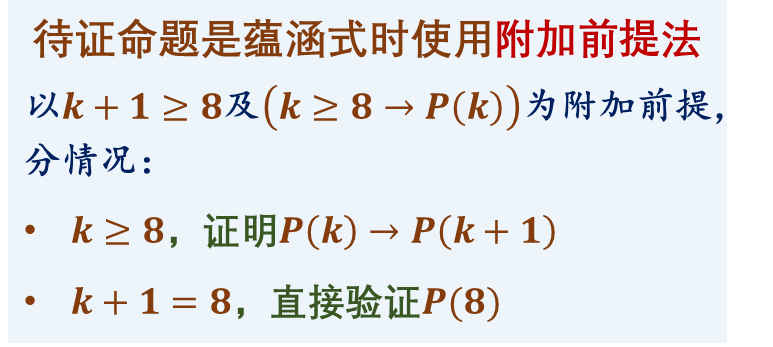 待证命题是蕴涵式时使用附加前提法
以k + 1 ≥ 8及(k ≥ 8 → P(k))为附加前提，
分情况：
• k ≥ 8，证明P(k) → P(k + 1)
• k + 1 = 8，直接验证P(8)